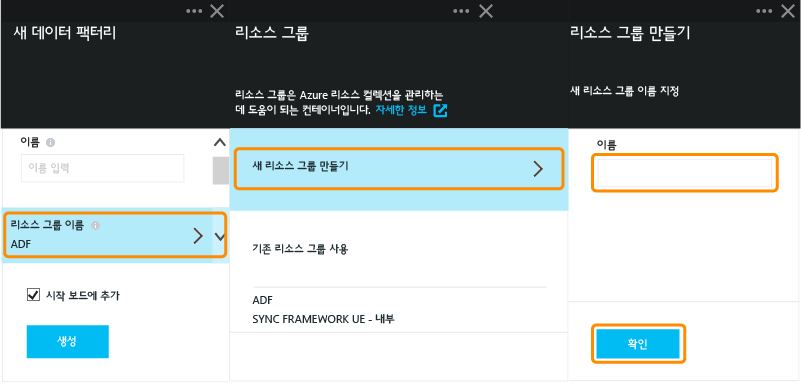 새 데이터 팩터리
이름
이름 입력
리소스 그룹 이름
ADF
시작 보드에 추가
생성
리소스 그룹
리소스 그룹은 Azure 리소스 컬렉션을 관리하는
데 도움이 되는 컨테이너입니다. 자세한 정보
새 리소스 그룹 만들기
기존 리소스 그룹 사용
ADF
SYNC FRAMEWORK UE - 내부
리소스 그룹 만들기
새 리소스 그룹 이름 지정
이름
확인